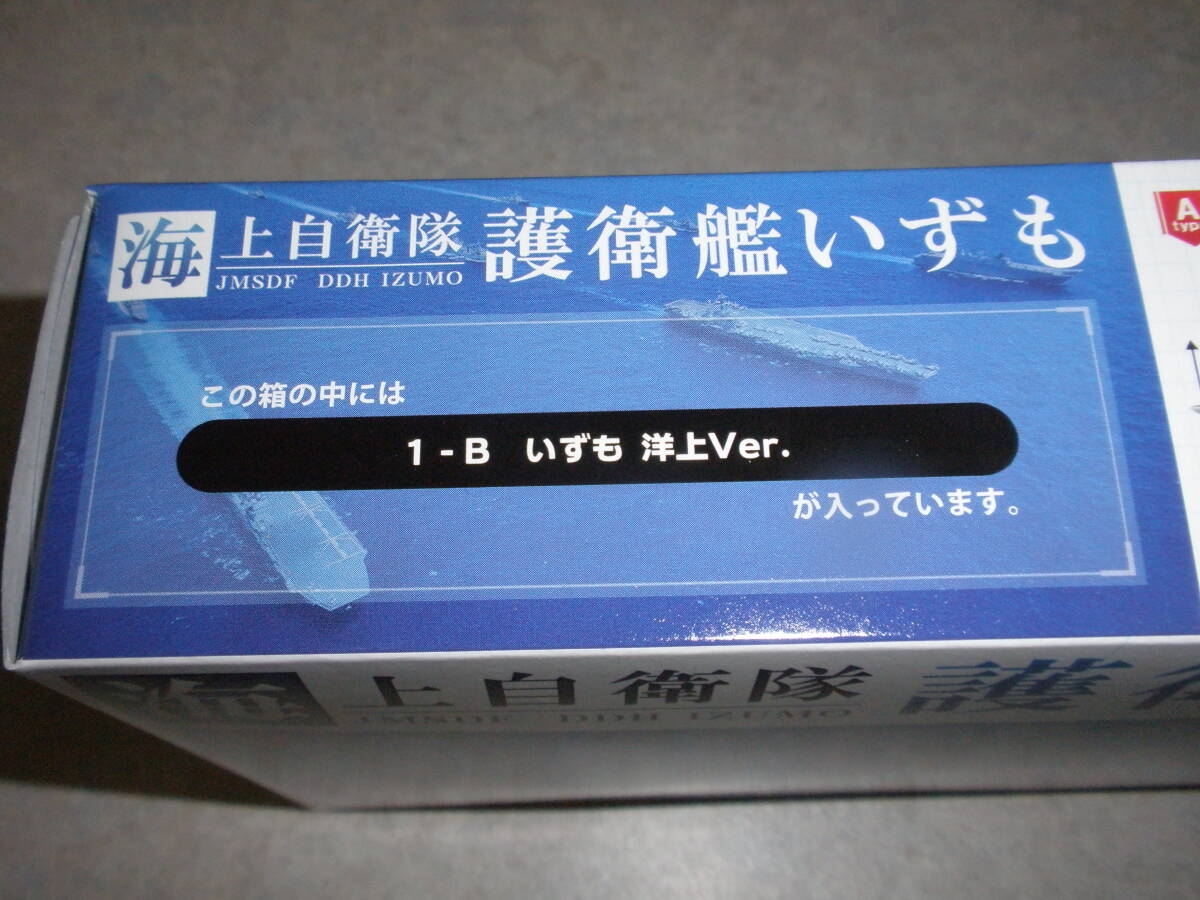 海上自衛隊 護衛艦いずも
JMSDF DDH IZUMO
A
type
この箱の中には
1-B いずも 洋上Ver.
が入っています。
海上自衛隊 護
JMSDF DDH IZUMO